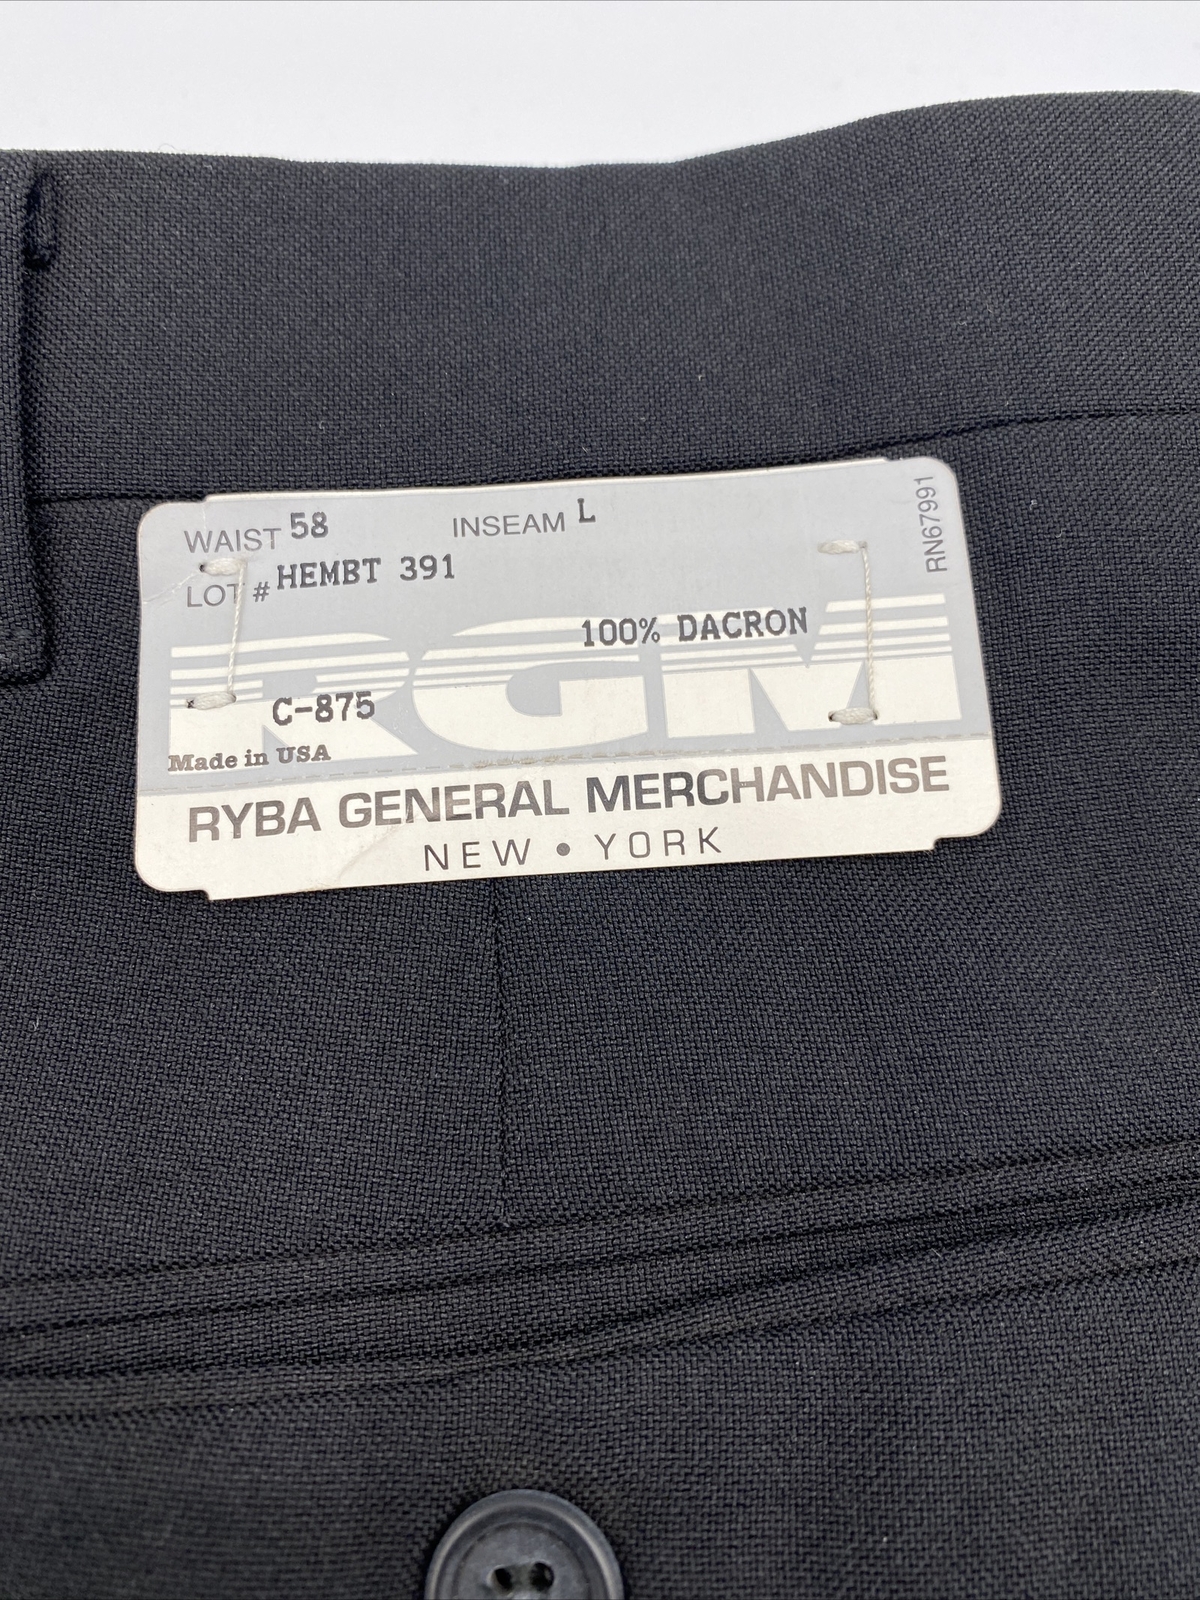 WAIST 58 INSEAM L
LOT # HEMBT 391
RN67991
100% DACRON
RGM
C-875
Made in USA
RYBA GENERAL MERCHANDISE
NEW • YORK